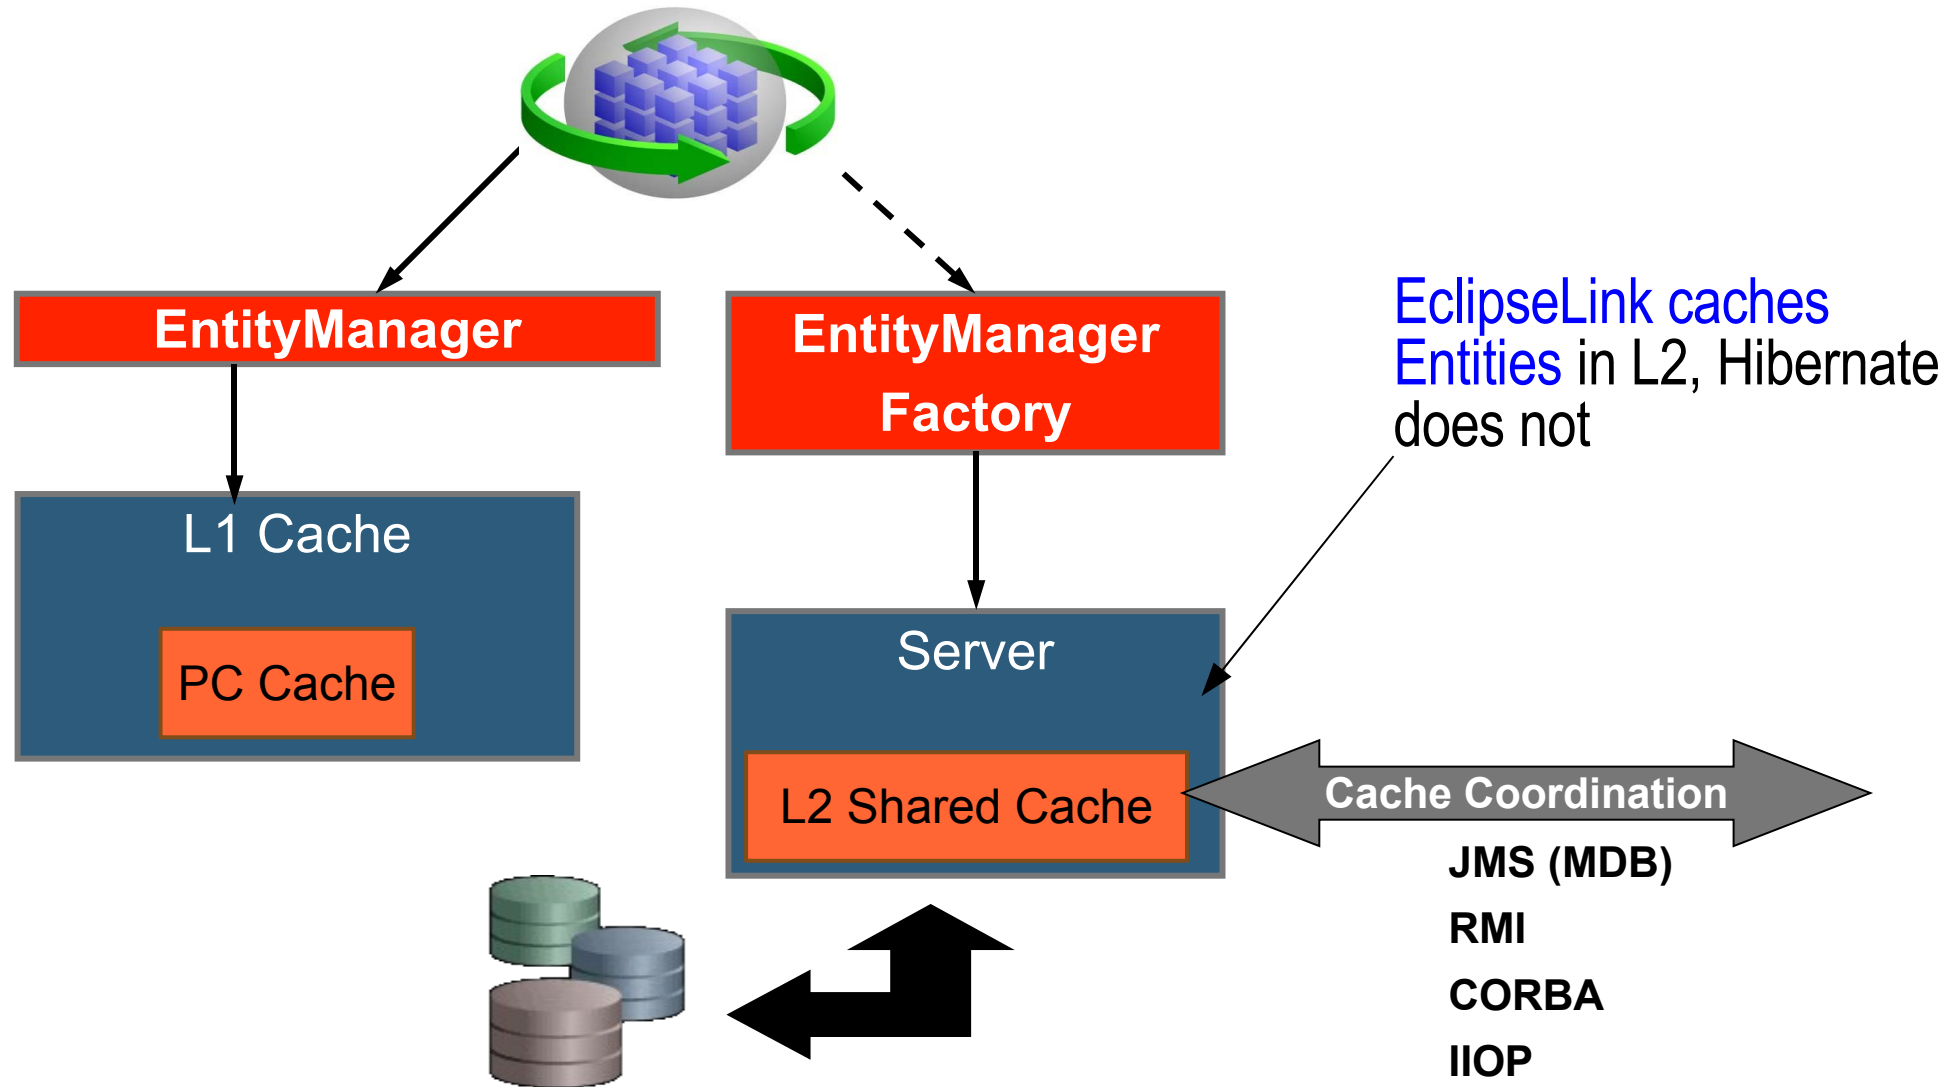 EntityManager
EntityManager
Factory
EclipseLink caches
Entities in L2, Hibernate
does not
L1 Cache
PC Cache
Server
L2 Shared Cache
Cache Coordination
JMS (MDB)
RMI
CORBA
IIOP